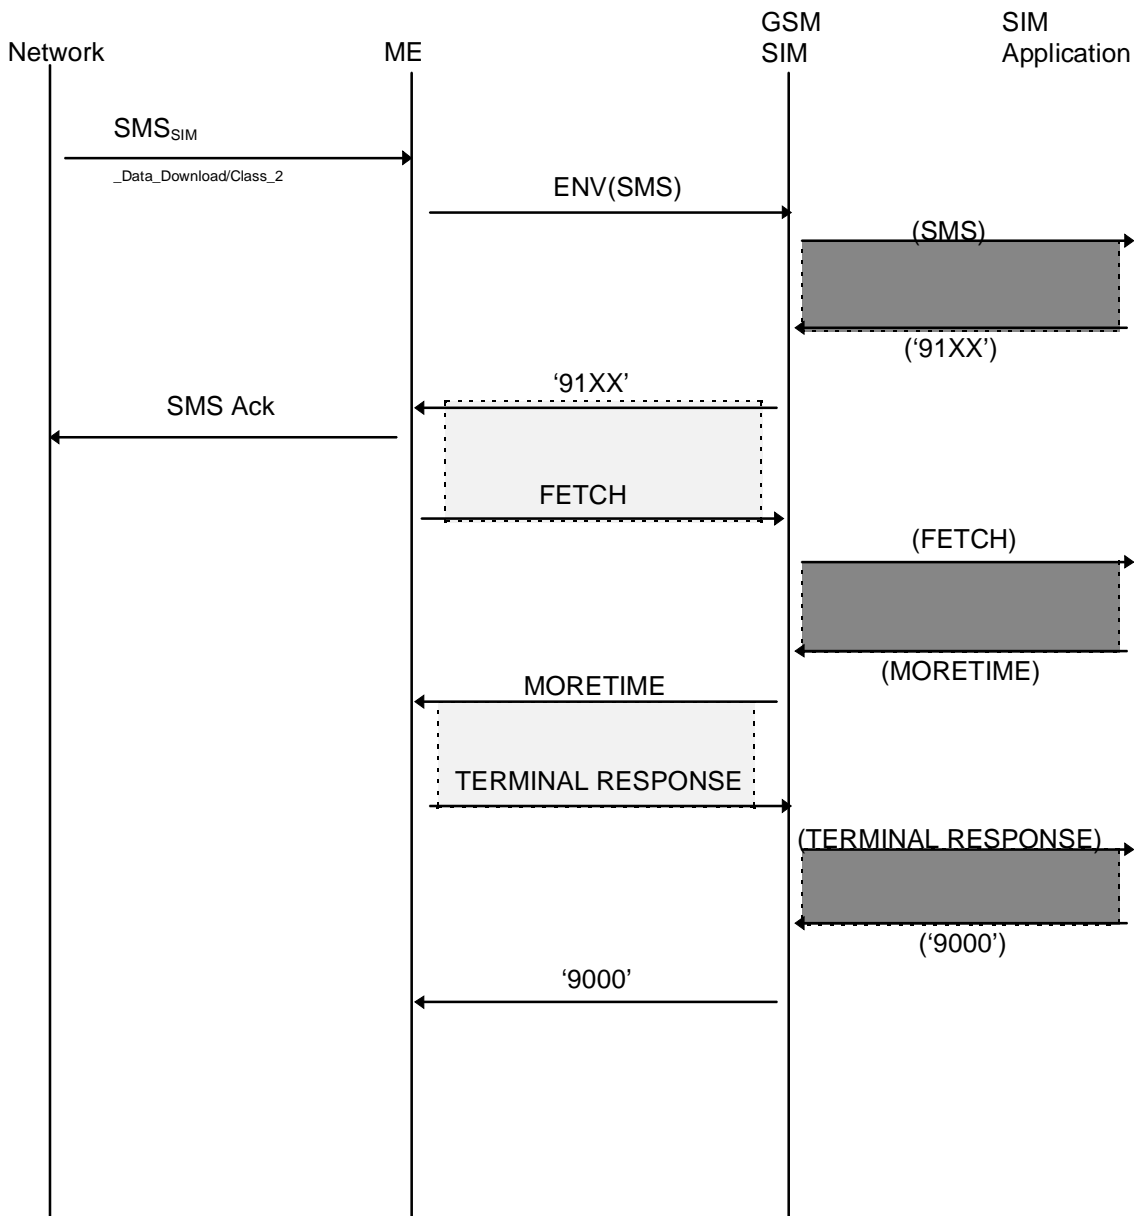 GSM
SIM
SIM
Application
Network
ME
SMSSIM
_Data_Download/Class_2
ENV(SMS)
(SMS)
(‘91XX’)
‘91XX’
SMS Ack
FETCH
(FETCH)
(MORETIME)
MORETIME
TERMINAL RESPONSE
(TERMINAL RESPONSE)
(‘9000’)
‘9000’